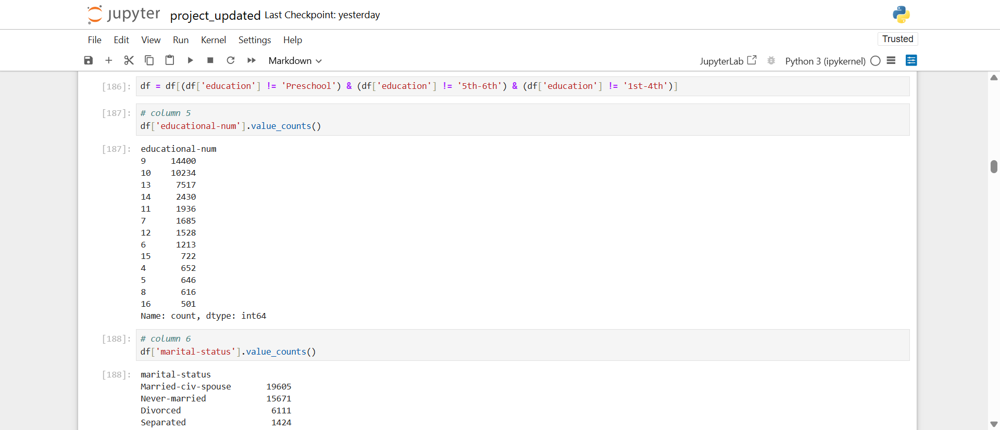 jupyter project_updated Last Checkpoint: yesterday
File Edit View Run Kernel Settings Help
Trusted
Markdown
JupyterLab
Python 3 (ipykernel)
[186]: df = df[(df['education'] != 'Preschool') & (df['education'] != '5th-6th') & (df['education'] != '1st-4th')]
[187]: # column 5
df['educational-num'].value_counts()
[187]: educational-num
9 14400
10 10234
13 7517
14 2430
11 1936
7 1685
12 1528
6 1213
15 722
4 652
5 646
8 616
16 501
Name: count, dtype: int64
[188]: # column 6
df['marital-status'].value_counts()
[188]: marital-status
Married-civ-spouse 19605
Never-married 15671
Divorced 6111
Separated 1424